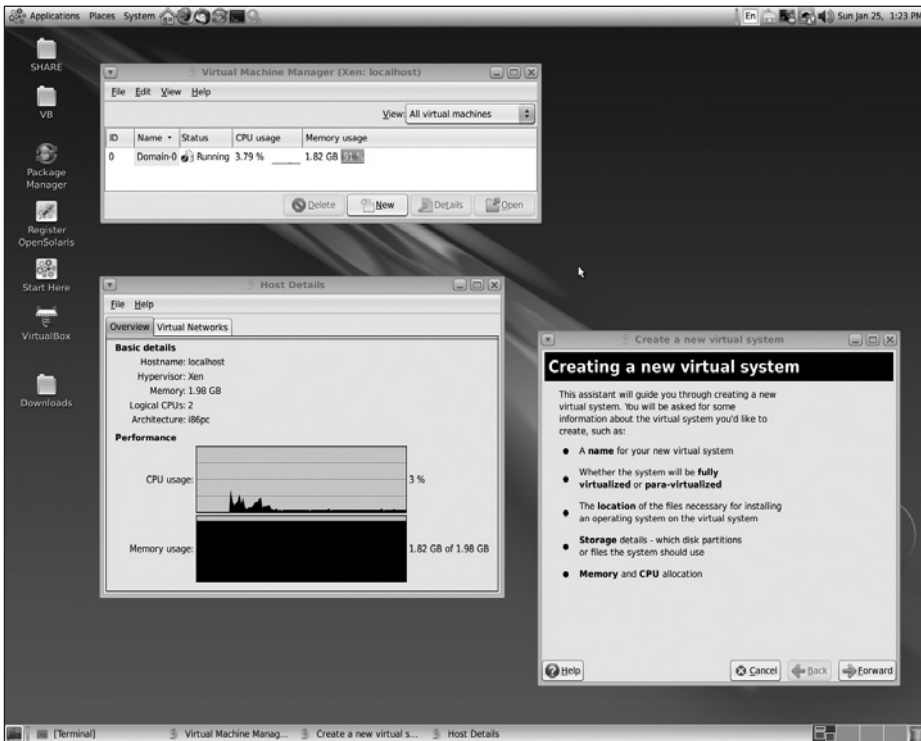 Applications Places System
En
Sun Jan 25, 1:23 PM
SHARE
VB
Package
Manager
Register
OpenSolaris
Start Here
VirtualBox
Downloads
Virtual Machine Manager (Xen: localhost)
File Edit View Help
View: All virtual machines
ID Name Status CPU usage Memory usage
0 Domain-0 Running 3.79 % 1.82 GB
Delete New Details Open
Host Details
File Help
Overview Virtual Networks
Basic details
Hostname: localhost
Hypervisor: Xen
Memory: 1.98 GB
Logical CPUs: 2
Architecture: i86pc
Performance
CPU usage: 3 %
Memory usage: 1.82 GB of 1.98 GB
Create a new virtual system
Creating a new virtual system
This assistant will guide you through creating a new
virtual system. You will be asked for some
information about the virtual system you'd like to
create, such as:
• A name for your new virtual system
• Whether the system will be fully
virtualized or para-virtualized
• The location of the files necessary for installing
an operating system on the virtual system
• Storage details - which disk partitions
or files the system should use
• Memory and CPU allocation
Help Cancel Back Forward
[Terminal] Virtual Machine Manag... Create a new virtual s... Host Details